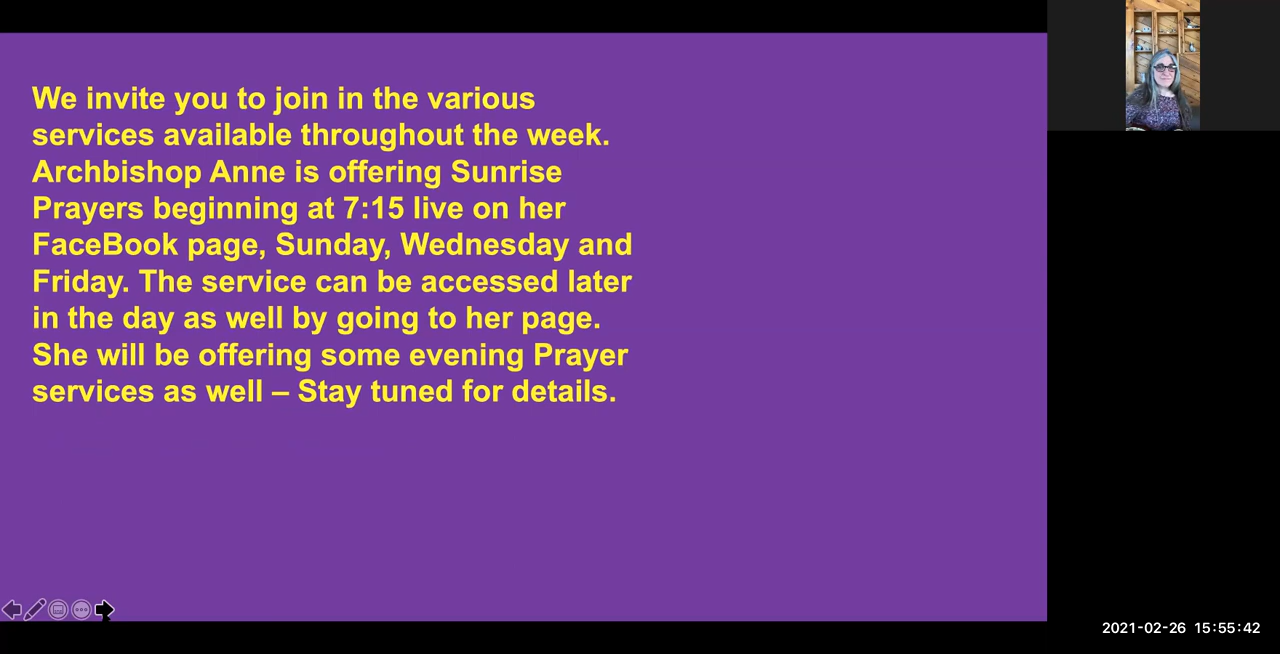 We invite you to join in the various
services available throughout the week.
Archbishop Anne is offering Sunrise
Prayers beginning at 7:15 live on her
FaceBook page, Sunday, Wednesday and
Friday. The service can be accessed later
in the day as well by going to her page.
She will be offering some evening Prayer
services as well – Stay tuned for details.
2021-02-26 15:55:42